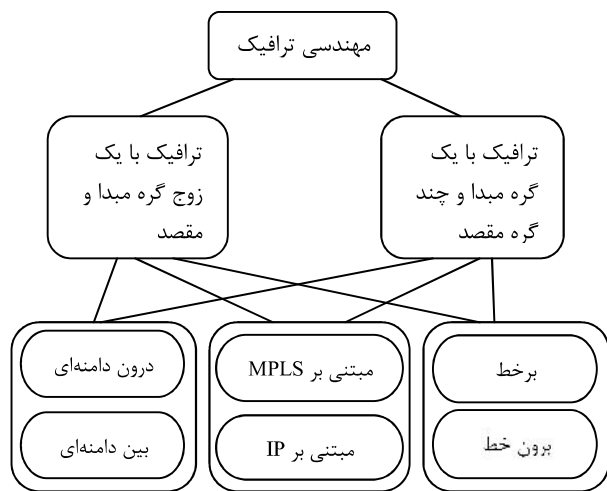 مهندسی ترافیک
ترافیک با یک
گره مبدا و چند
گره مقصد
ترافیک با یک
زوج گره مبدا و
مقصد
برخط
برون خط
مبتنی بر MPLS
مبتنی بر IP
درون دامنه‌ای
بین دامنه‌ای